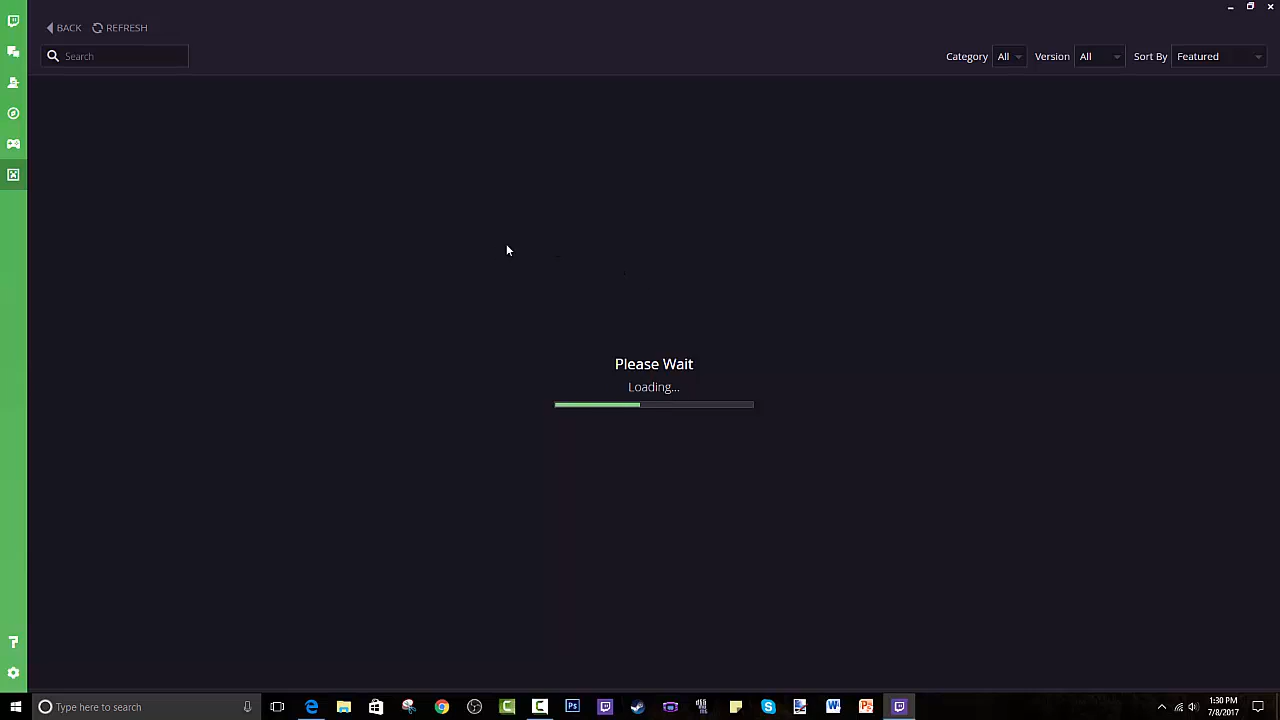 BACK REFRESH
Search Category All Version All Sort By Featured
Please Wait
Loading...
Type here to search
1:30 PM
7/8/2017